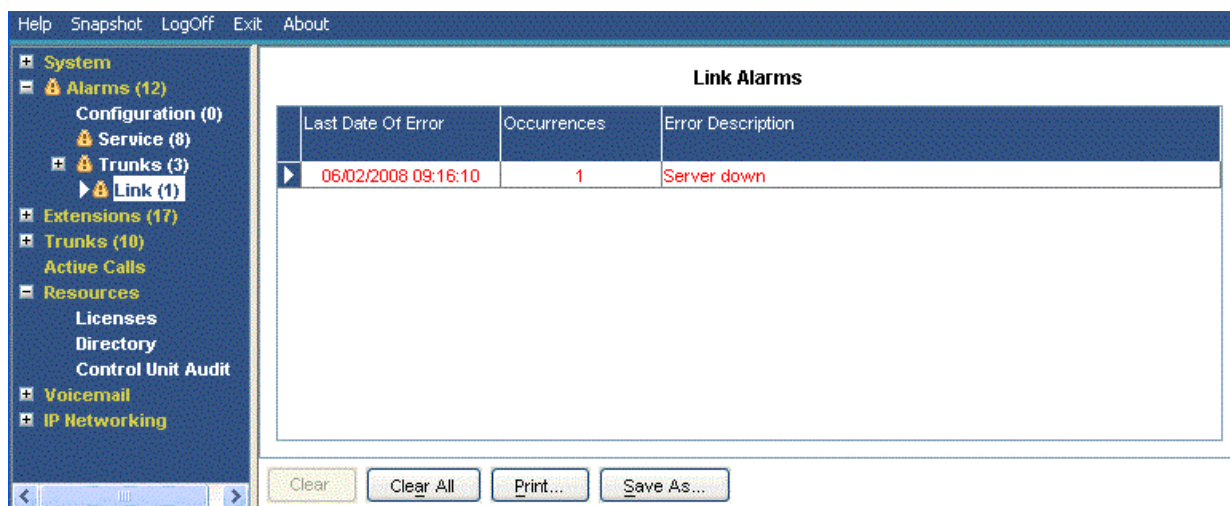 Help Snapshot LogOff Exit About
System
Alarms (12)
Configuration (0)
Service (8)
Trunks (3)
Link (1)
Extensions (17)
Trunks (10)
Active Calls
Resources
Licenses
Directory
Control Unit Audit
Voicemail
IP Networking
Link Alarms
Last Date Of Error Occurrences Error Description
06/02/2008 09:16:10 1 Server down
Clear Clear All Print... Save As...